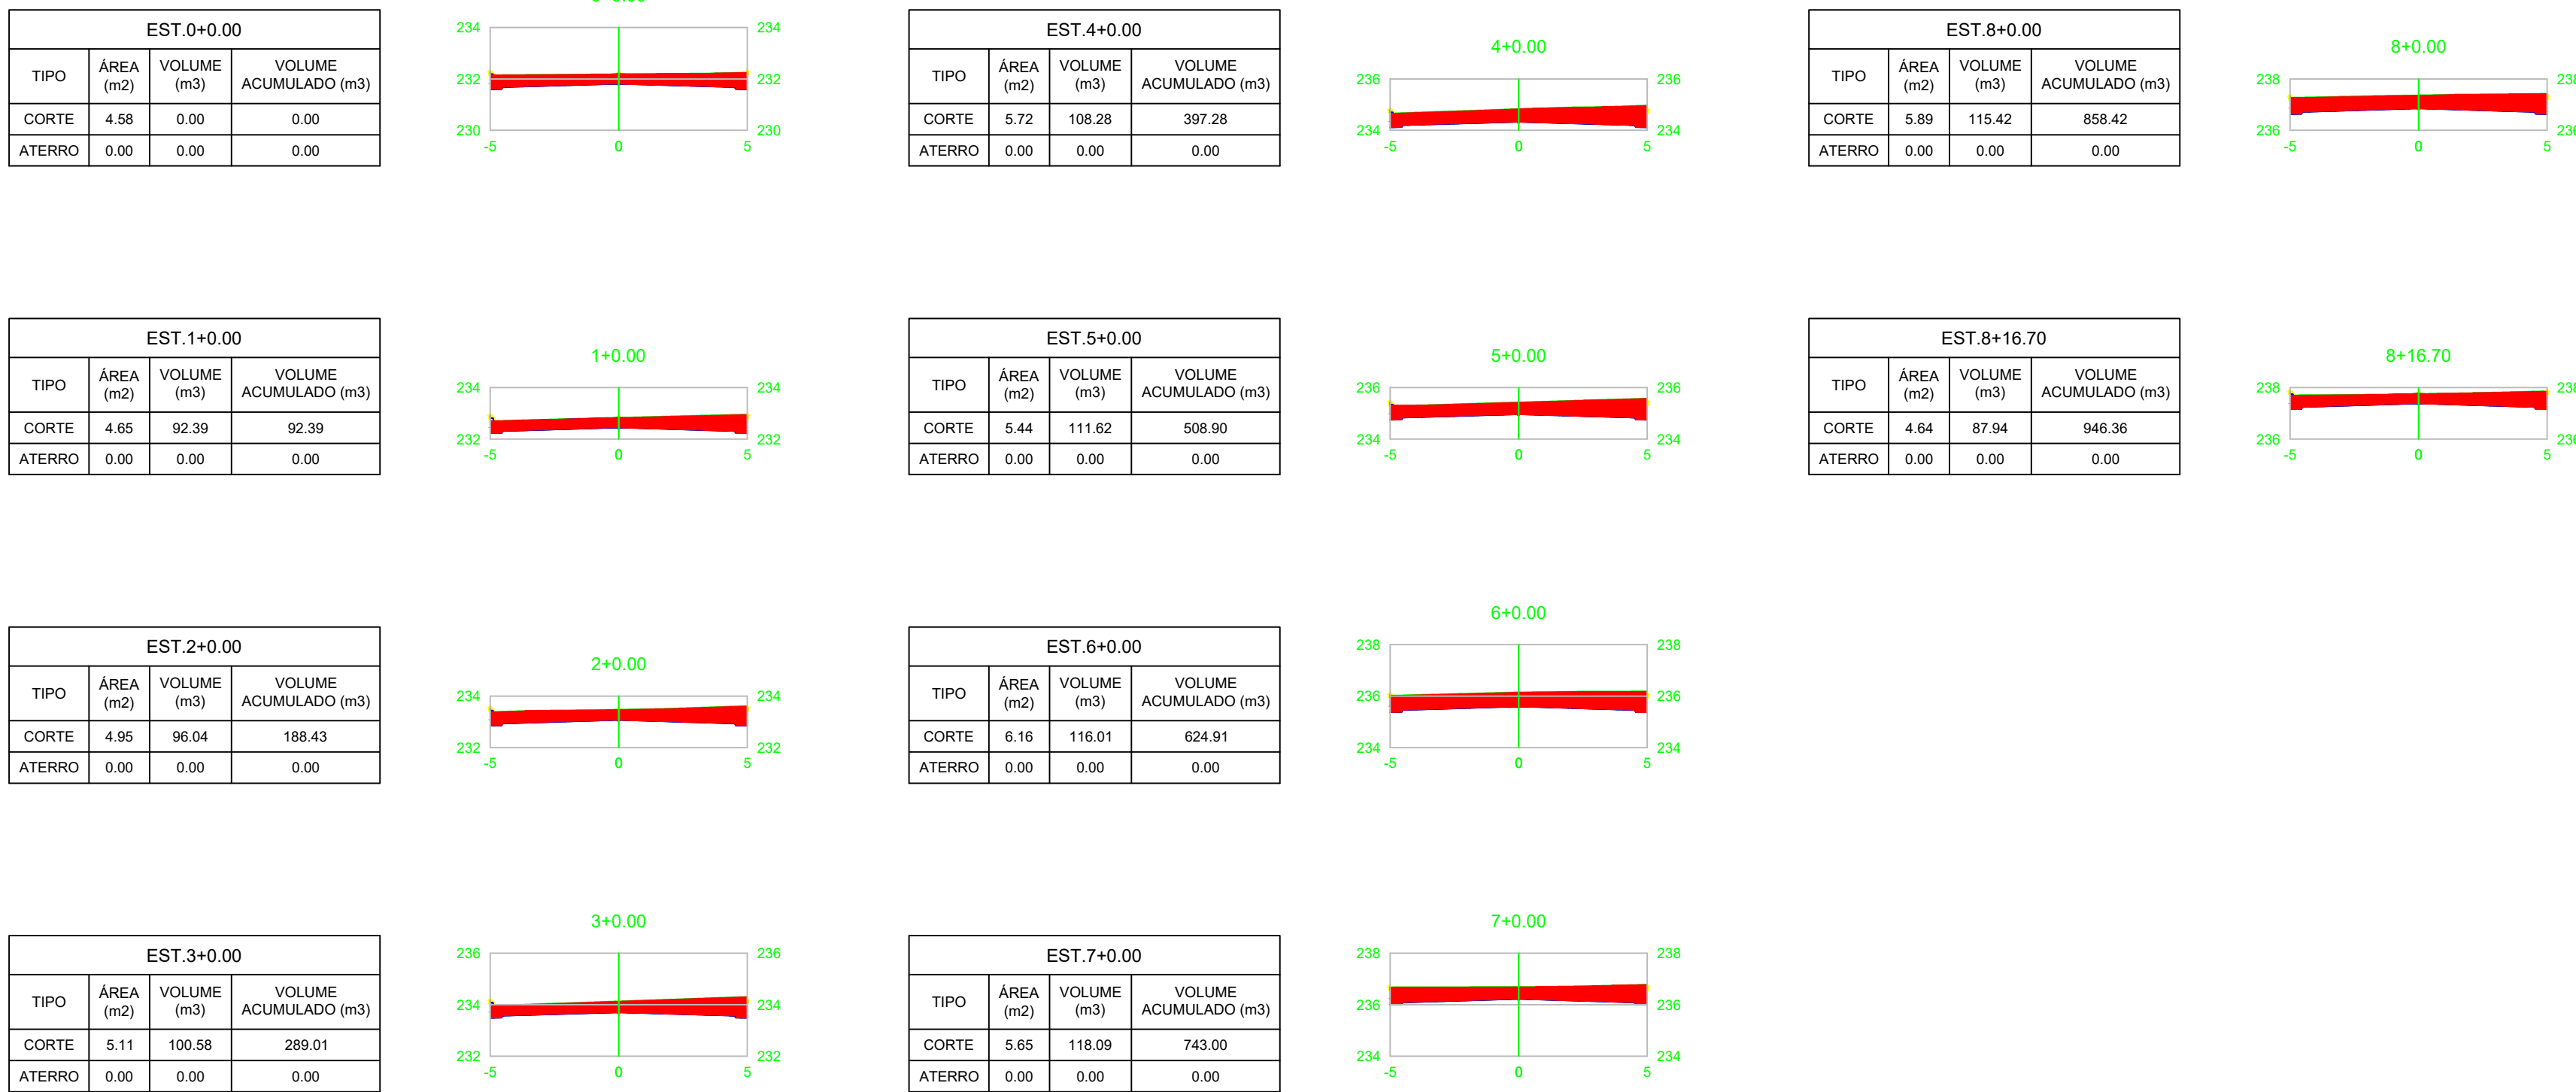 EST.0+0.00
TIPO ÁREA (m2) VOLUME (m3) VOLUME ACUMULADO (m3)
CORTE 4.58 0.00 0.00
ATERRO 0.00 0.00 0.00
234 234
232 232
230 230
-5 0 5
EST.1+0.00
TIPO ÁREA (m2) VOLUME (m3) VOLUME ACUMULADO (m3)
CORTE 4.65 92.39 92.39
ATERRO 0.00 0.00 0.00
1+0.00
234 234
232 232
-5 0 5
EST.2+0.00
TIPO ÁREA (m2) VOLUME (m3) VOLUME ACUMULADO (m3)
CORTE 4.95 96.04 188.43
ATERRO 0.00 0.00 0.00
2+0.00
234 234
232 232
-5 0 5
EST.3+0.00
TIPO ÁREA (m2) VOLUME (m3) VOLUME ACUMULADO (m3)
CORTE 5.11 100.58 289.01
ATERRO 0.00 0.00 0.00
3+0.00
236 236
234 234
232 232
-5 0 5
EST.4+0.00
TIPO ÁREA (m2) VOLUME (m3) VOLUME ACUMULADO (m3)
CORTE 5.72 108.28 397.28
ATERRO 0.00 0.00 0.00
4+0.00
236 236
234 234
-5 0 5
EST.5+0.00
TIPO ÁREA (m2) VOLUME (m3) VOLUME ACUMULADO (m3)
CORTE 5.44 111.62 508.90
ATERRO 0.00 0.00 0.00
5+0.00
236 236
234 234
-5 0 5
EST.6+0.00
TIPO ÁREA (m2) VOLUME (m3) VOLUME ACUMULADO (m3)
CORTE 6.16 116.01 624.91
ATERRO 0.00 0.00 0.00
6+0.00
238 238
236 236
234 234
-5 0 5
EST.7+0.00
TIPO ÁREA (m2) VOLUME (m3) VOLUME ACUMULADO (m3)
CORTE 5.65 118.09 743.00
ATERRO 0.00 0.00 0.00
7+0.00
238 238
236 236
234 234
-5 0 5
EST.8+0.00
TIPO ÁREA (m2) VOLUME (m3) VOLUME ACUMULADO (m3)
CORTE 5.89 115.42 858.42
ATERRO 0.00 0.00 0.00
8+0.00
238 238
236 236
-5 0 5
EST.8+16.70
TIPO ÁREA (m2) VOLUME (m3) VOLUME ACUMULADO (m3)
CORTE 4.64 87.94 946.36
ATERRO 0.00 0.00 0.00
8+16.70
238 238
236 236
-5 0 5